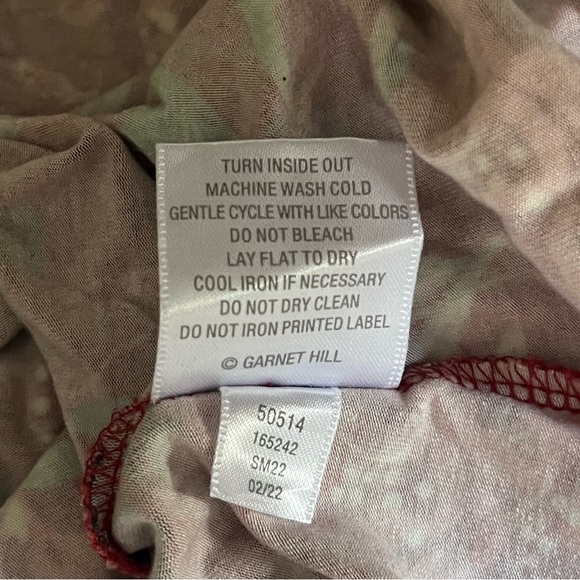 TURN INSIDE OUT
MACHINE WASH COLD
GENTLE CYCLE WITH LIKE COLORS
DO NOT BLEACH
LAY FLAT TO DRY
COOL IRON IF NECESSARY
DO NOT DRY CLEAN
DO NOT IRON PRINTED LABEL
© GARNET HILL
50514
165242
SM22
02/22